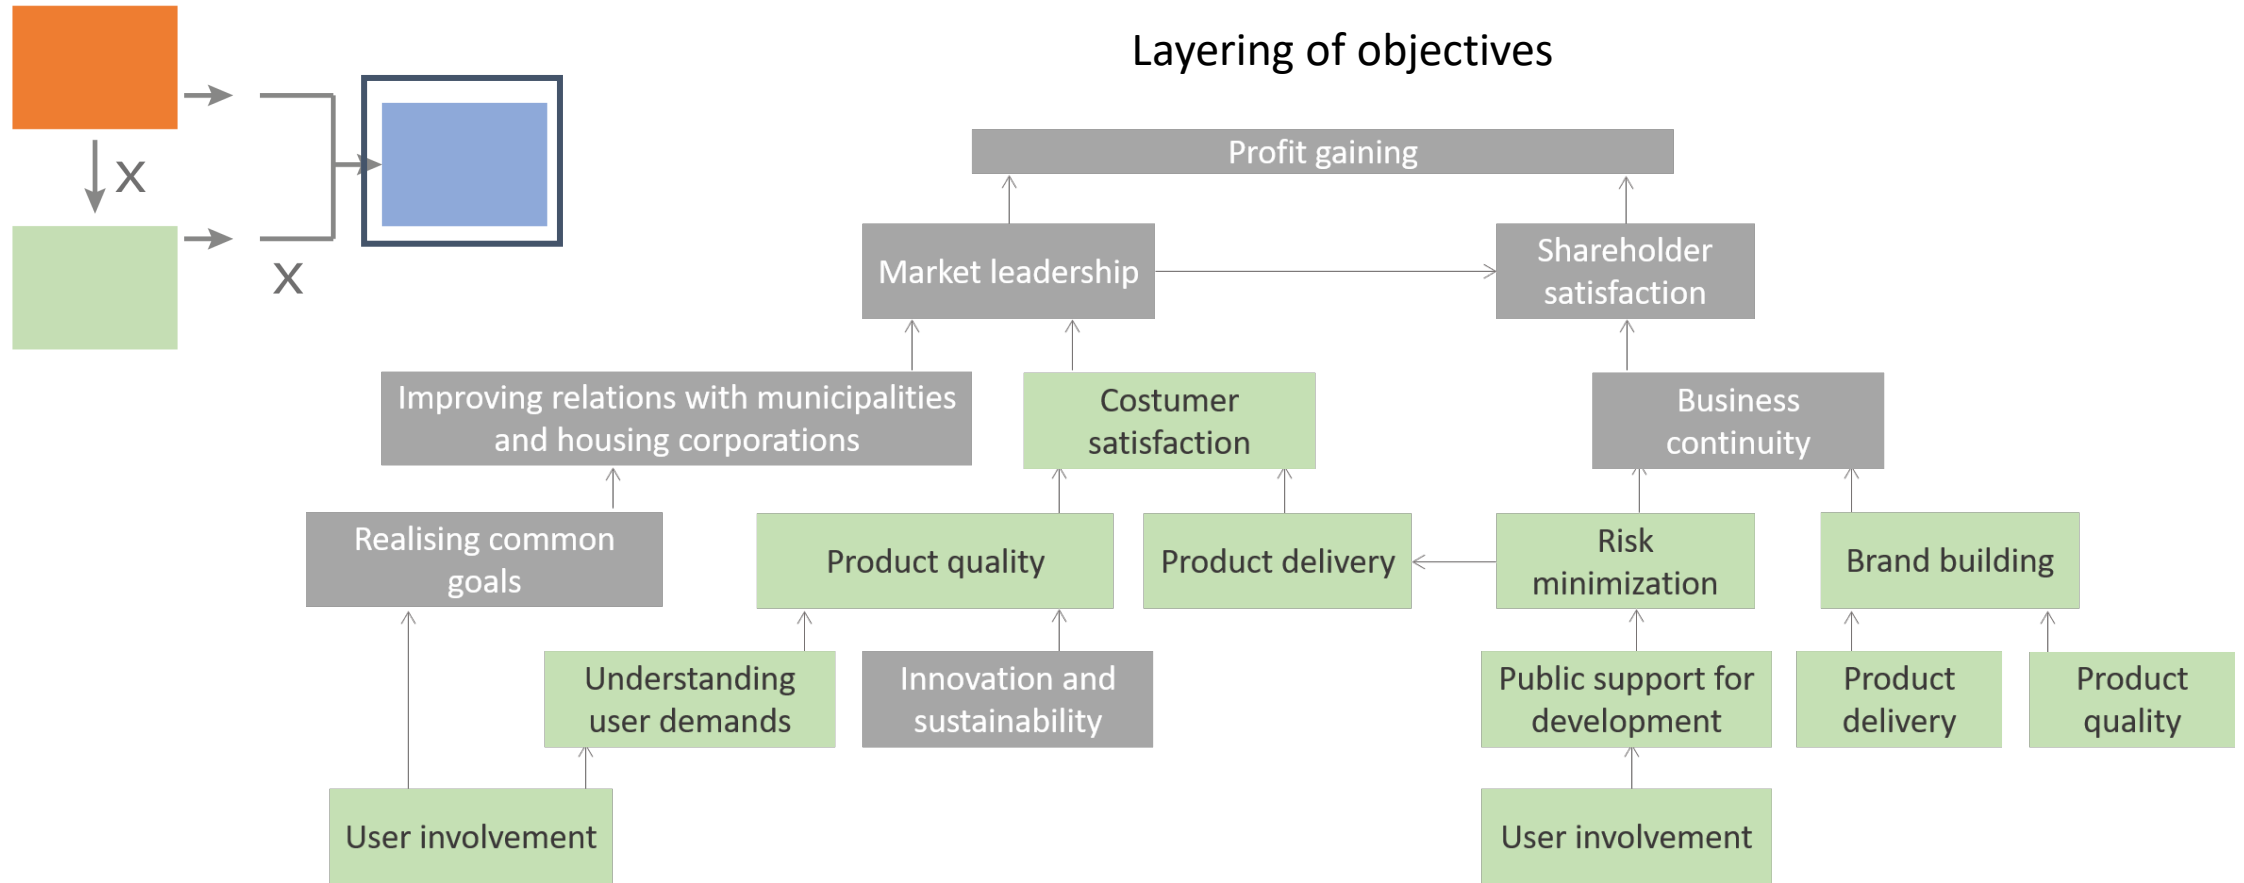 Layering of objectives
X
X
Profit gaining
Market leadership
Shareholder
satisfaction
Improving relations with municipalities
and housing corporations
Costumer
satisfaction
Business
continuity
Realising common
goals
Product quality
Product delivery
Risk
minimization
Brand building
Understanding
user demands
Innovation and
sustainability
Public support for
development
Product
delivery
Product
quality
User involvement
User involvement